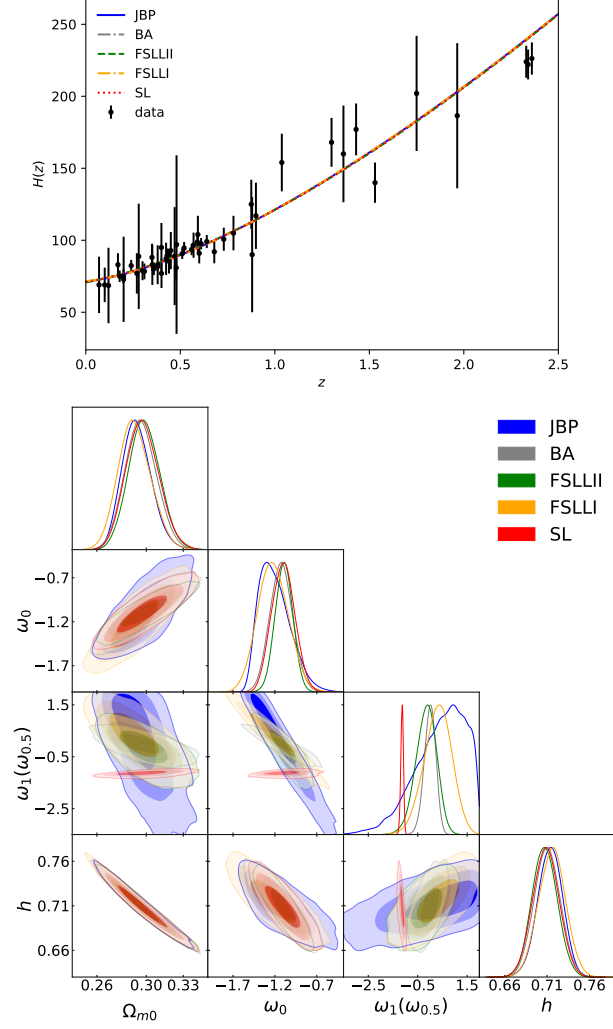 250
200
150
100
50
H(z)
JBP
BA
FSLLII
FSLLI
SL
data
0.0 0.5 1.0 1.5 2.0 2.5
z
JBP
BA
FSLLII
FSLLI
SL
−0.7
−1.2
−1.7
ω₀
1.5
−0.5
−2.5
ω₁(ω₀.₅)
0.76
0.71
0.66
h
0.26 0.30 0.33
−1.7 −1.2 −0.7
−2.5 −0.5 1.5
0.66 0.71 0.76
Ωₘ₀
ω₀
ω₁(ω₀.₅)
h